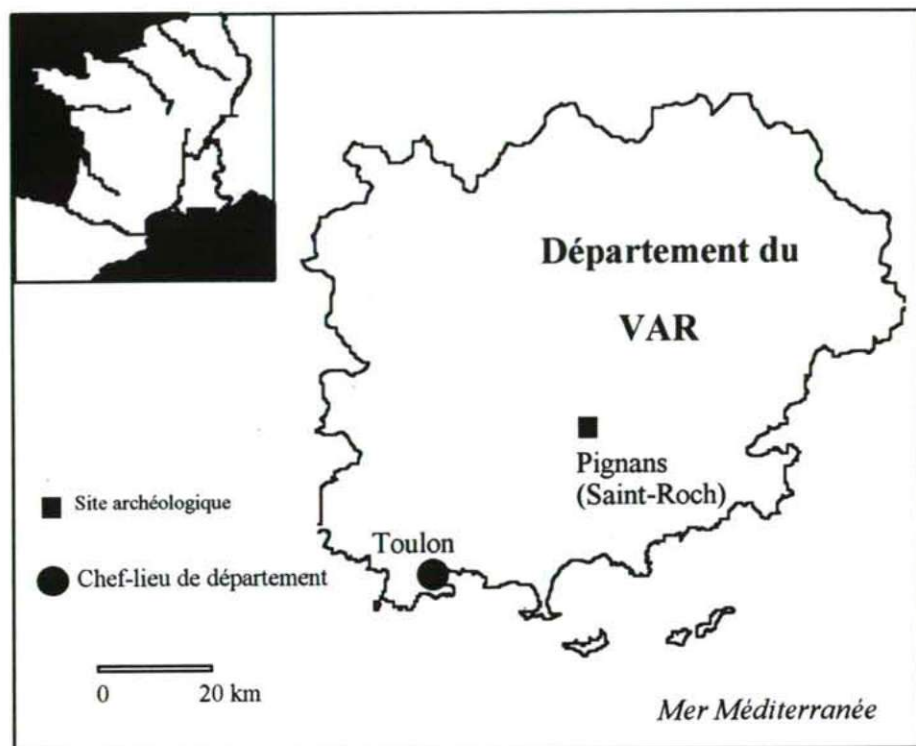 Département du
VAR
Pignans
(Saint-Roch)
Site archéologique
Toulon
Chef-lieu de département
0 20 km
Mer Méditerranée